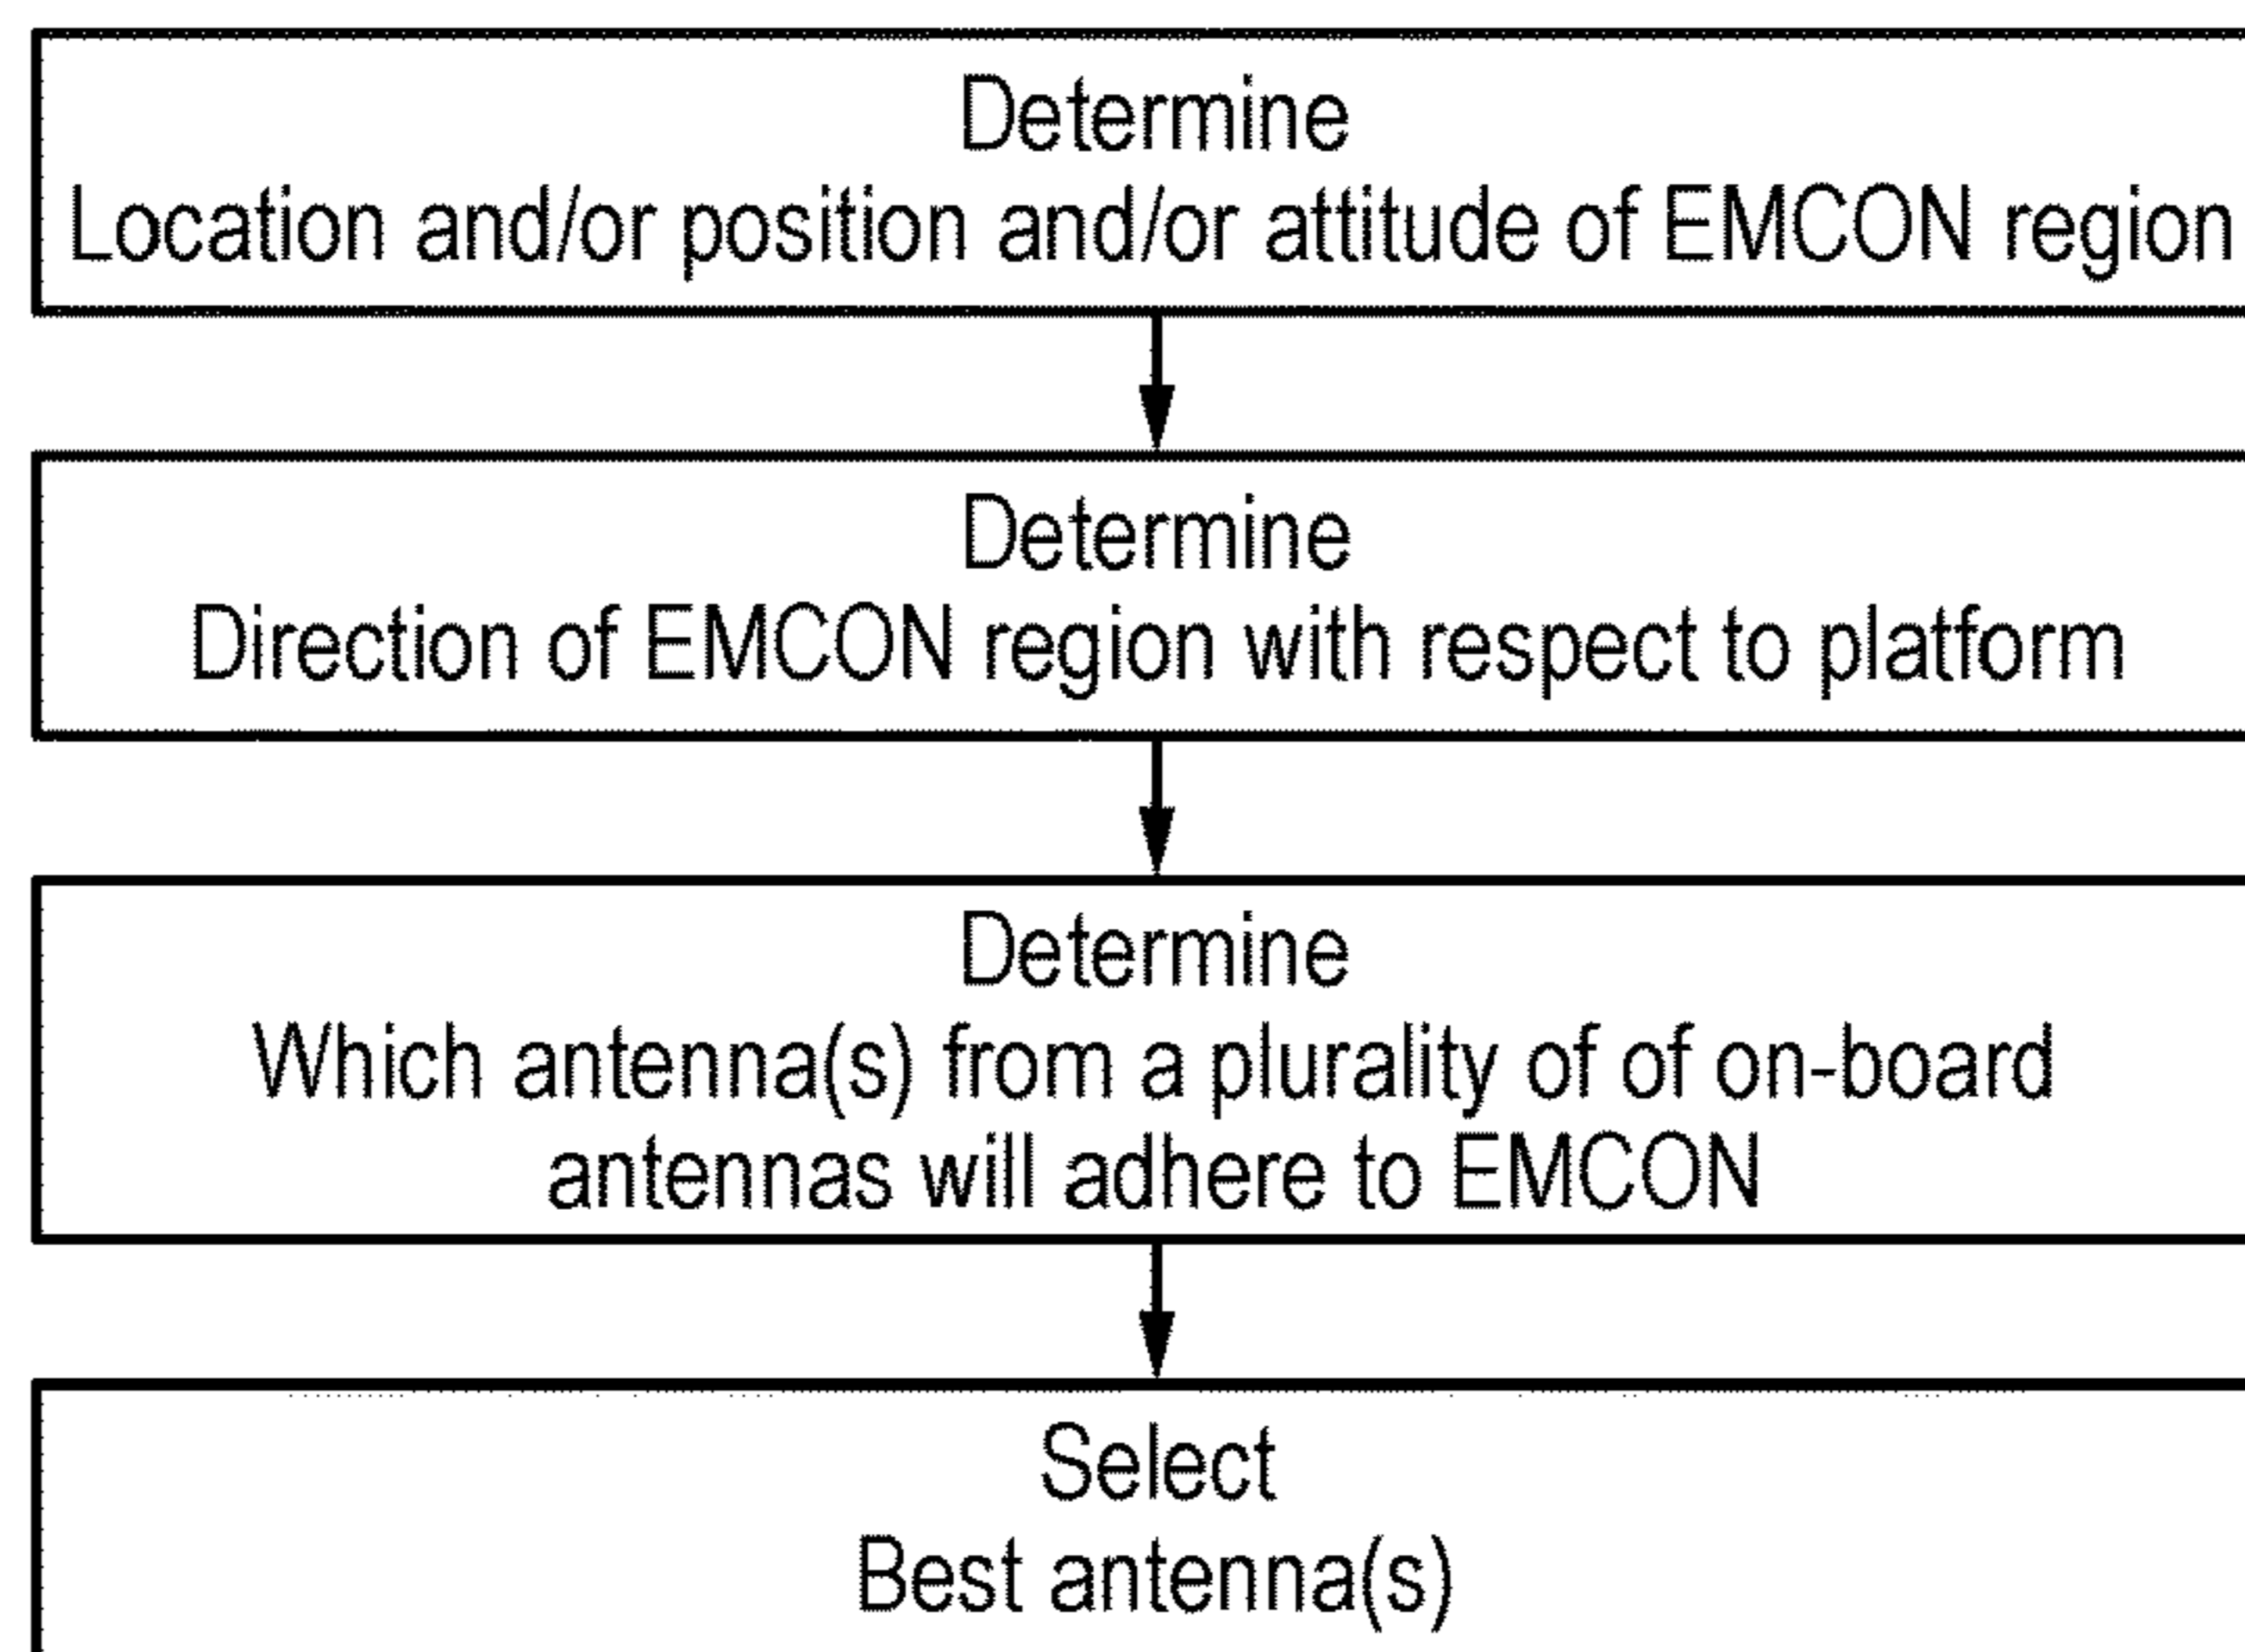 Determine
Location and/or position and/or attitude of EMCON region
Determine
Direction of EMCON region with respect to platform
Determine
Which antenna(s) from a plurality of of on-board
antennas will adhere to EMCON
Select
Best antenna(s)